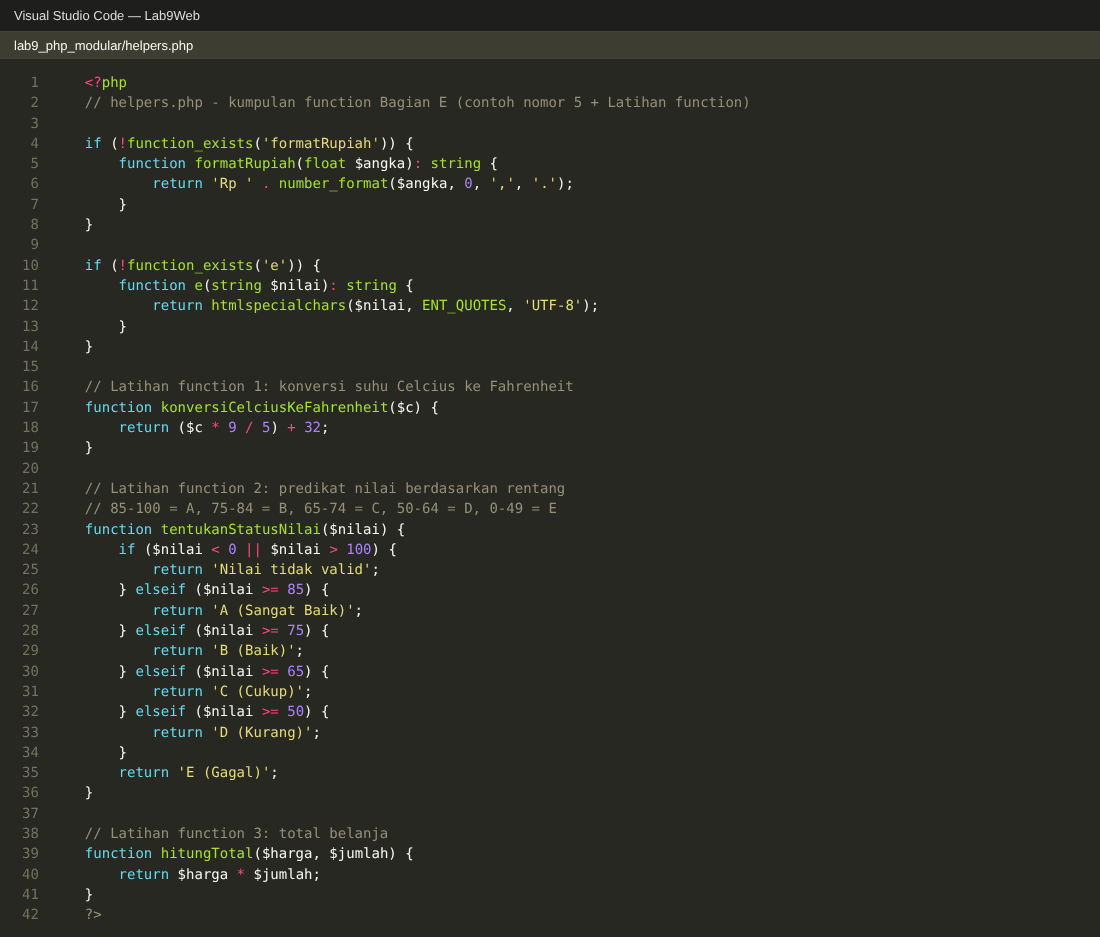 Visual Studio Code — Lab9Web
lab9_php_modular/helpers.php
1 <?php
2 // helpers.php - kumpulan function Bagian E (contoh nomor 5 + Latihan function)
3
4 if (!function_exists('formatRupiah')) {
5     function formatRupiah(float $angka): string {
6         return 'Rp ' . number_format($angka, 0, ',', '.');
7     }
8 }
9
10 if (!function_exists('e')) {
11     function e(string $nilai): string {
12         return htmlspecialchars($nilai, ENT_QUOTES, 'UTF-8');
13     }
14 }
15
16 // Latihan function 1: konversi suhu Celcius ke Fahrenheit
17 function konversiCelciusKeFahrenheit($c) {
18     return ($c * 9 / 5) + 32;
19 }
20
21 // Latihan function 2: predikat nilai berdasarkan rentang
22 // 85-100 = A, 75-84 = B, 65-74 = C, 50-64 = D, 0-49 = E
23 function tentukanStatusNilai($nilai) {
24     if ($nilai < 0 || $nilai > 100) {
25         return 'Nilai tidak valid';
26     } elseif ($nilai >= 85) {
27         return 'A (Sangat Baik)';
28     } elseif ($nilai >= 75) {
29         return 'B (Baik)';
30     } elseif ($nilai >= 65) {
31         return 'C (Cukup)';
32     } elseif ($nilai >= 50) {
33         return 'D (Kurang)';
34     }
35     return 'E (Gagal)';
36 }
37
38 // Latihan function 3: total belanja
39 function hitungTotal($harga, $jumlah) {
40     return $harga * $jumlah;
41 }
42 ?>